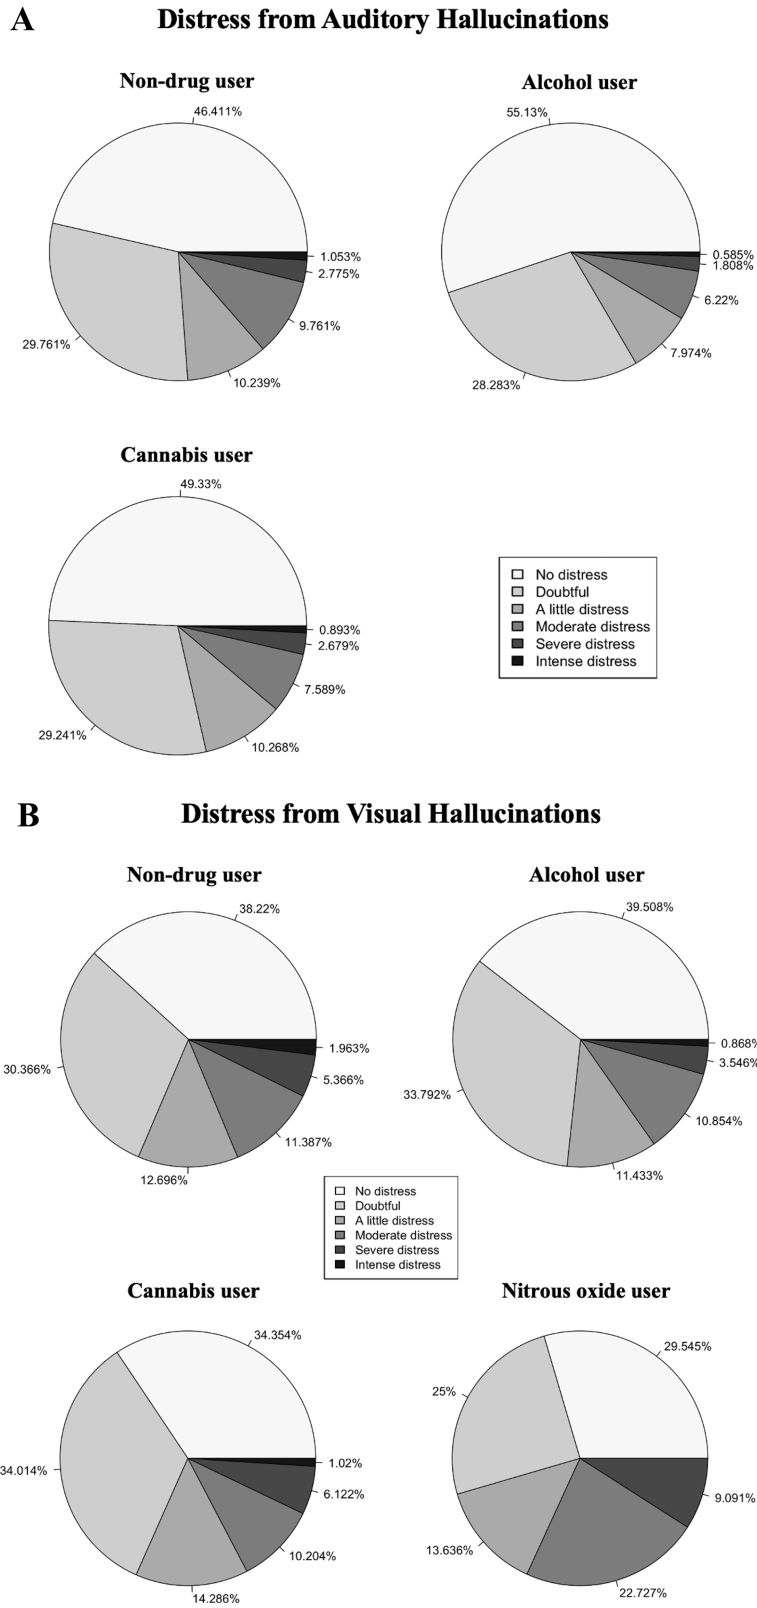 A
Distress from Auditory Hallucinations
Non-drug user
46.411%
1.053%
2.775%
9.761%
10.239%
29.761%
Alcohol user
55.13%
0.585%
1.808%
6.22%
7.974%
28.283%
Cannabis user
49.33%
0.893%
2.679%
7.589%
10.268%
29.241%
No distress
Doubtful
A little distress
Moderate distress
Severe distress
Intense distress
B
Distress from Visual Hallucinations
Non-drug user
38.22%
1.963%
5.366%
11.387%
12.696%
30.366%
Alcohol user
39.508%
0.868%
3.546%
10.854%
11.433%
33.792%
No distress
Doubtful
A little distress
Moderate distress
Severe distress
Intense distress
Cannabis user
34.354%
1.02%
6.122%
10.204%
14.286%
34.014%
Nitrous oxide user
29.545%
9.091%
22.727%
13.636%
25%